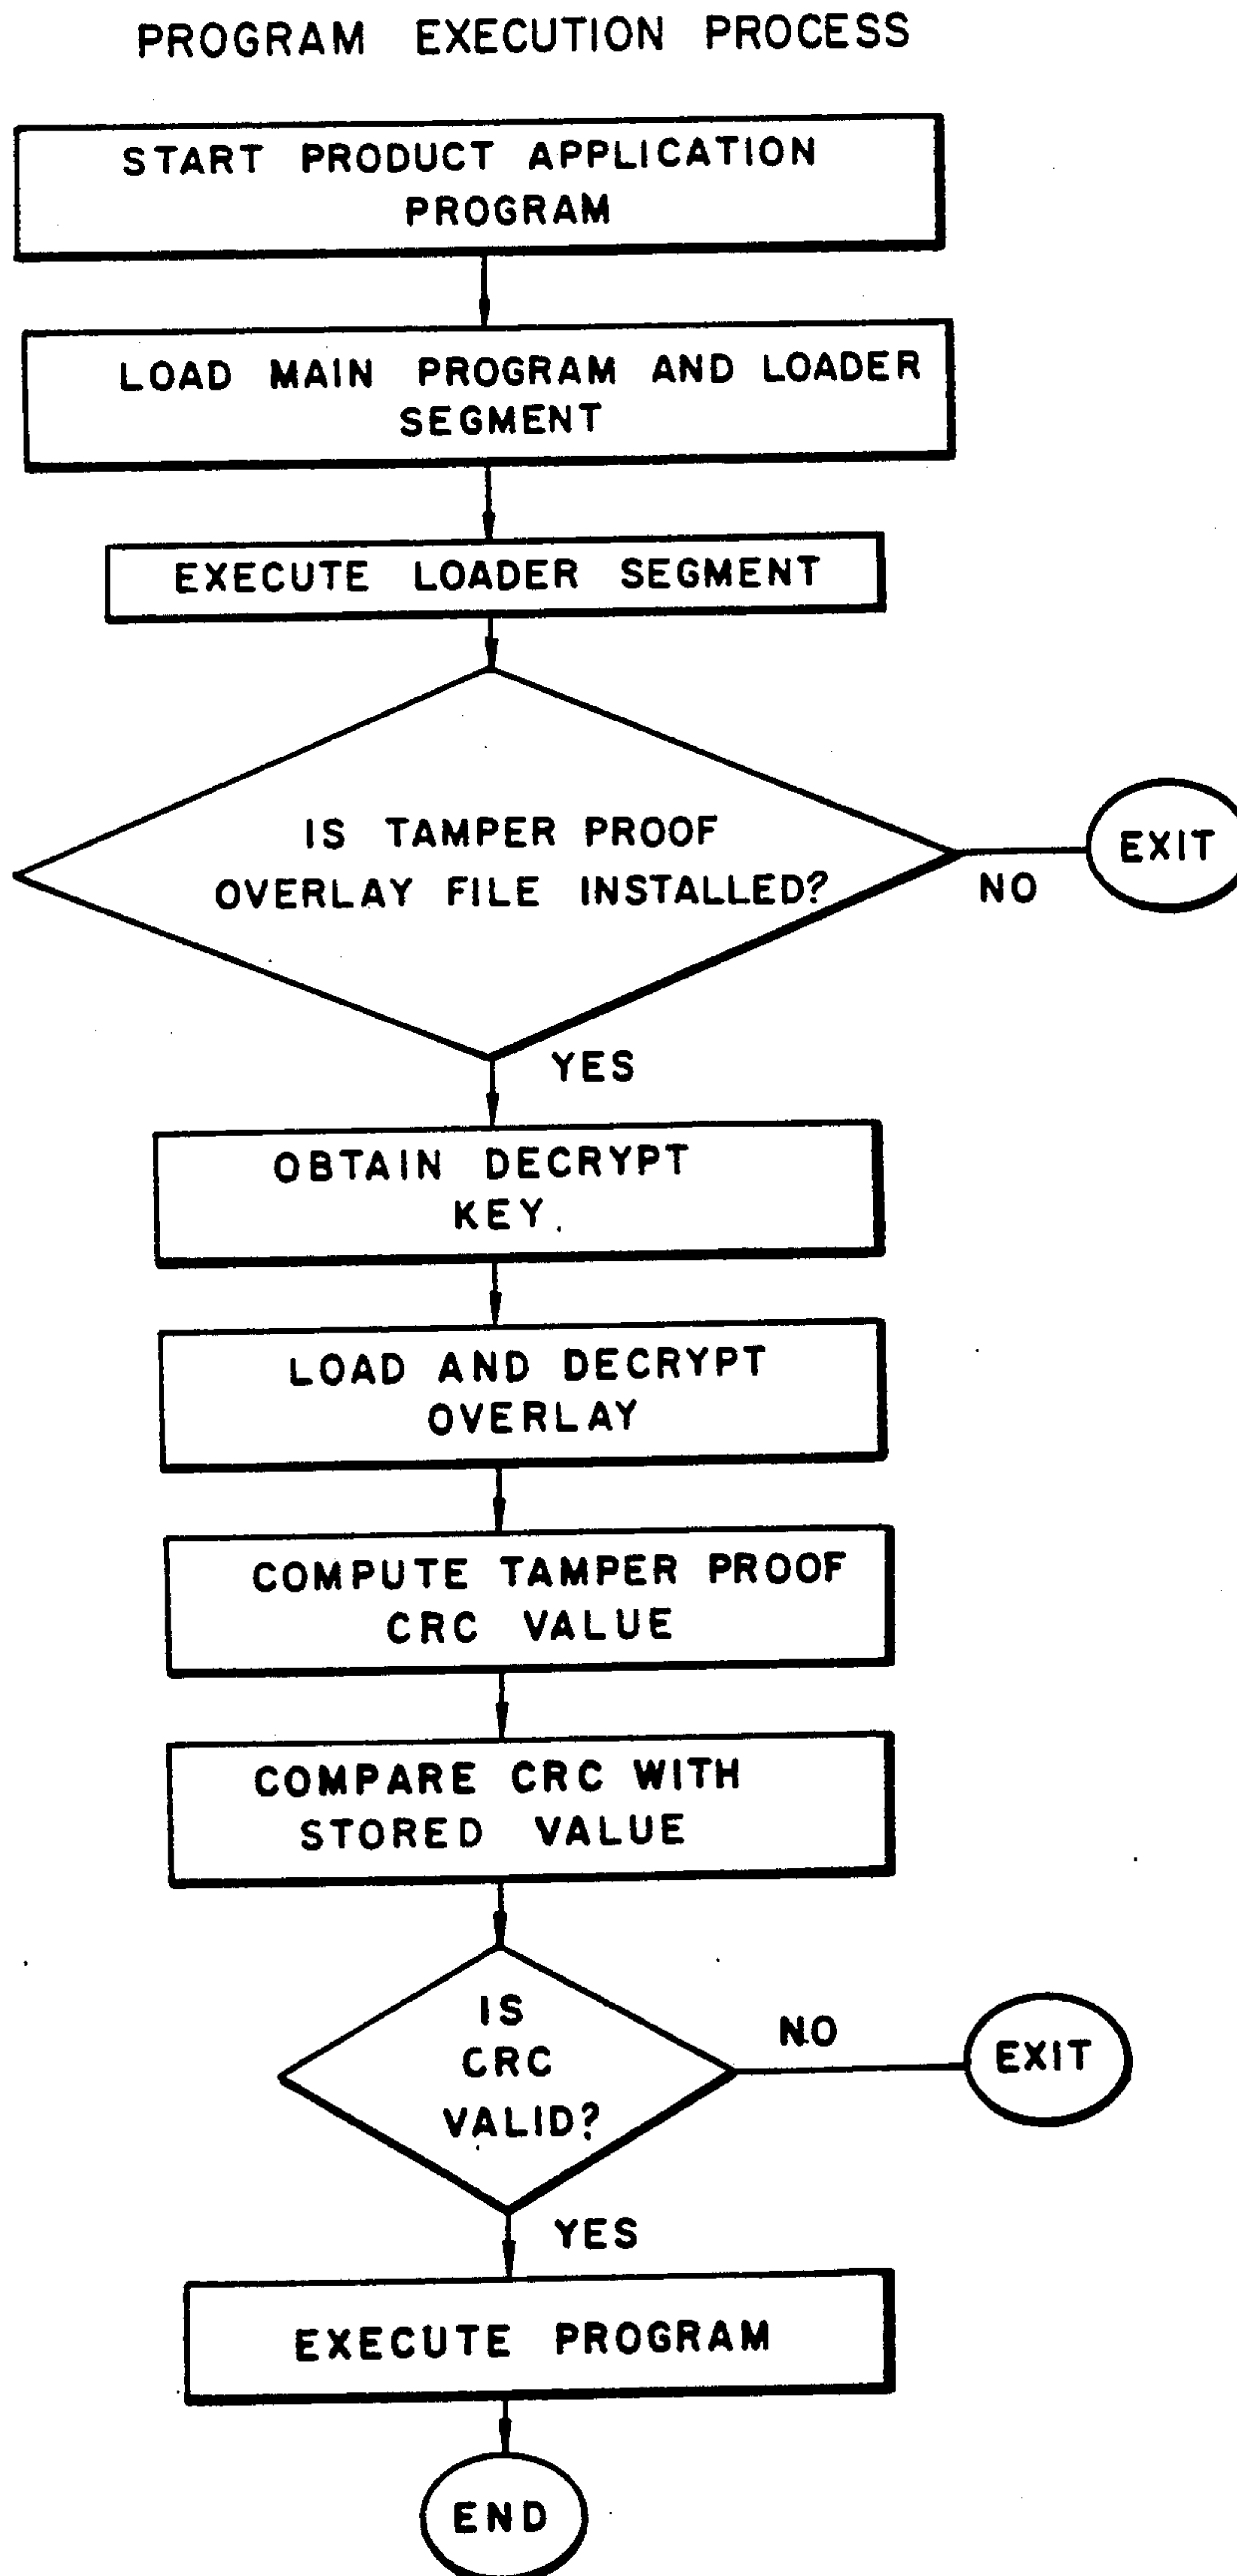 PROGRAM EXECUTION PROCESS
START PRODUCT APPLICATION
PROGRAM
LOAD MAIN PROGRAM AND LOADER
SEGMENT
EXECUTE LOADER SEGMENT
IS TAMPER PROOF
OVERLAY FILE INSTALLED?
EXIT
NO
YES
OBTAIN DECRYPT
KEY
LOAD AND DECRYPT
OVERLAY
COMPUTE TAMPER PROOF
CRC VALUE
COMPARE CRC WITH
STORED VALUE
IS
CRC
VALID?
NO
EXIT
YES
EXECUTE PROGRAM
END